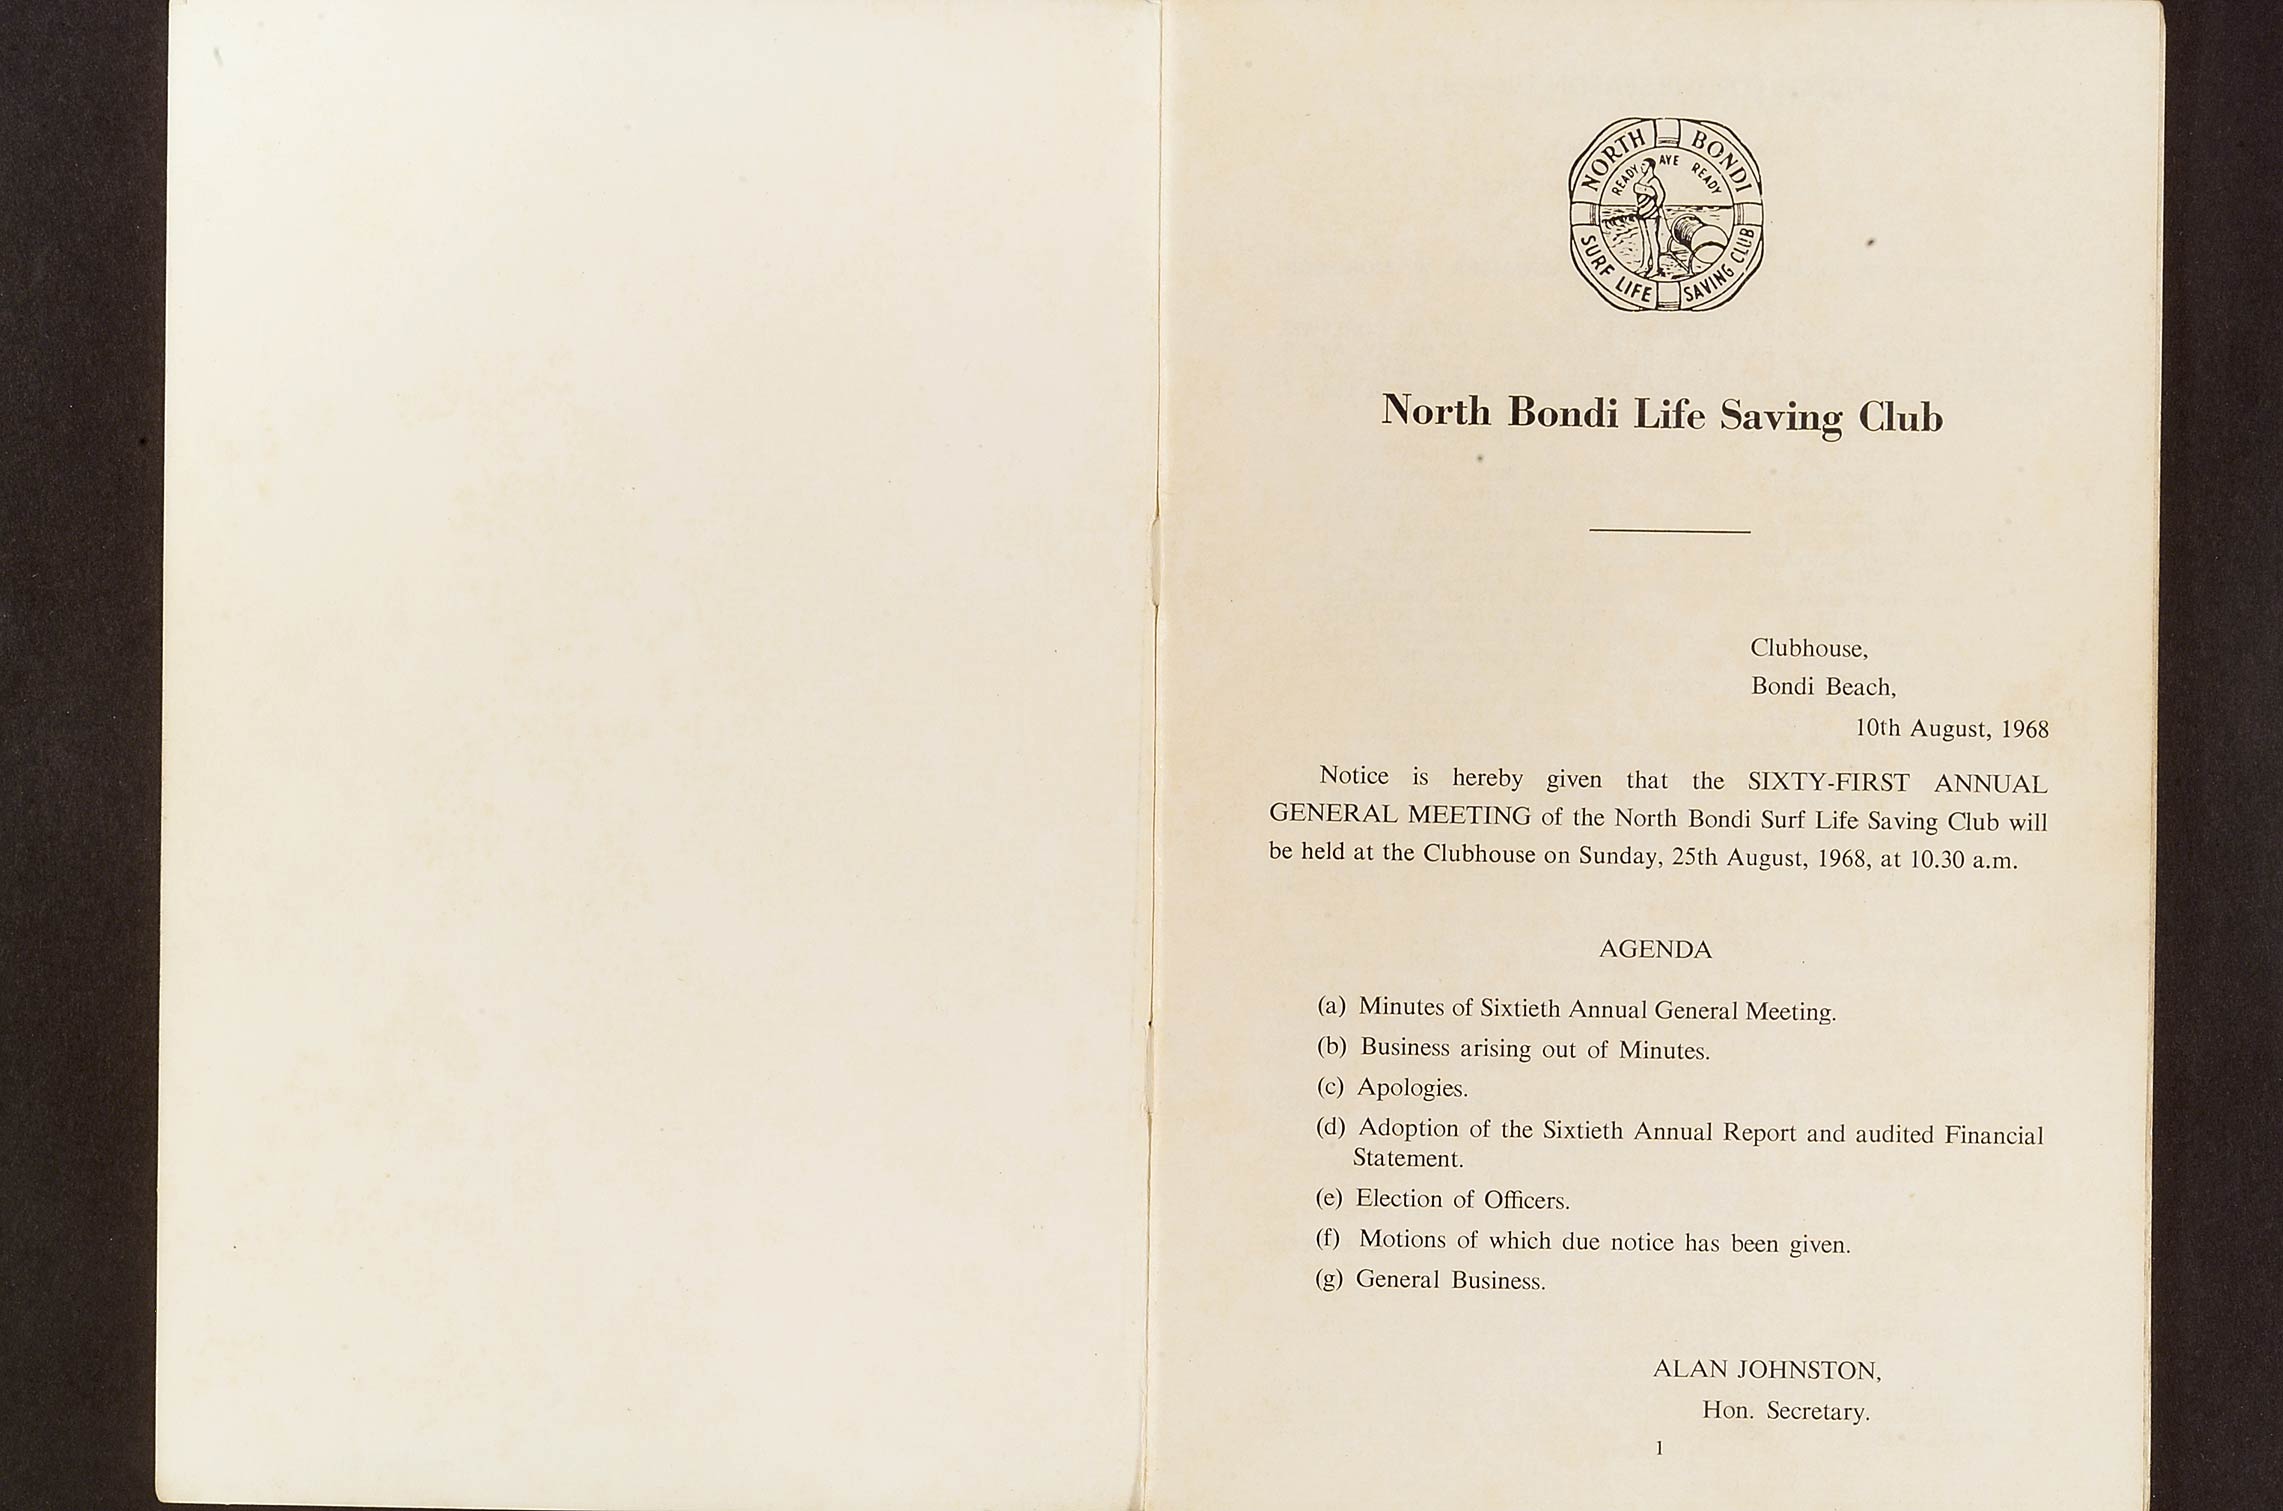 NORTH BONDI
READY AYE READY
SURF LIFE SAVING CLUB
North Bondi Life Saving Club
Clubhouse,
Bondi Beach,
10th August, 1968
Notice is hereby given that the SIXTY-FIRST ANNUAL
GENERAL MEETING of the North Bondi Surf Life Saving Club will
be held at the Clubhouse on Sunday, 25th August, 1968, at 10.30 a.m.
AGENDA
(a) Minutes of Sixtieth Annual General Meeting.
(b) Business arising out of Minutes.
(c) Apologies.
(d) Adoption of the Sixtieth Annual Report and audited Financial
Statement.
(e) Election of Officers.
(f) Motions of which due notice has been given.
(g) General Business.
ALAN JOHNSTON,
Hon. Secretary.
1